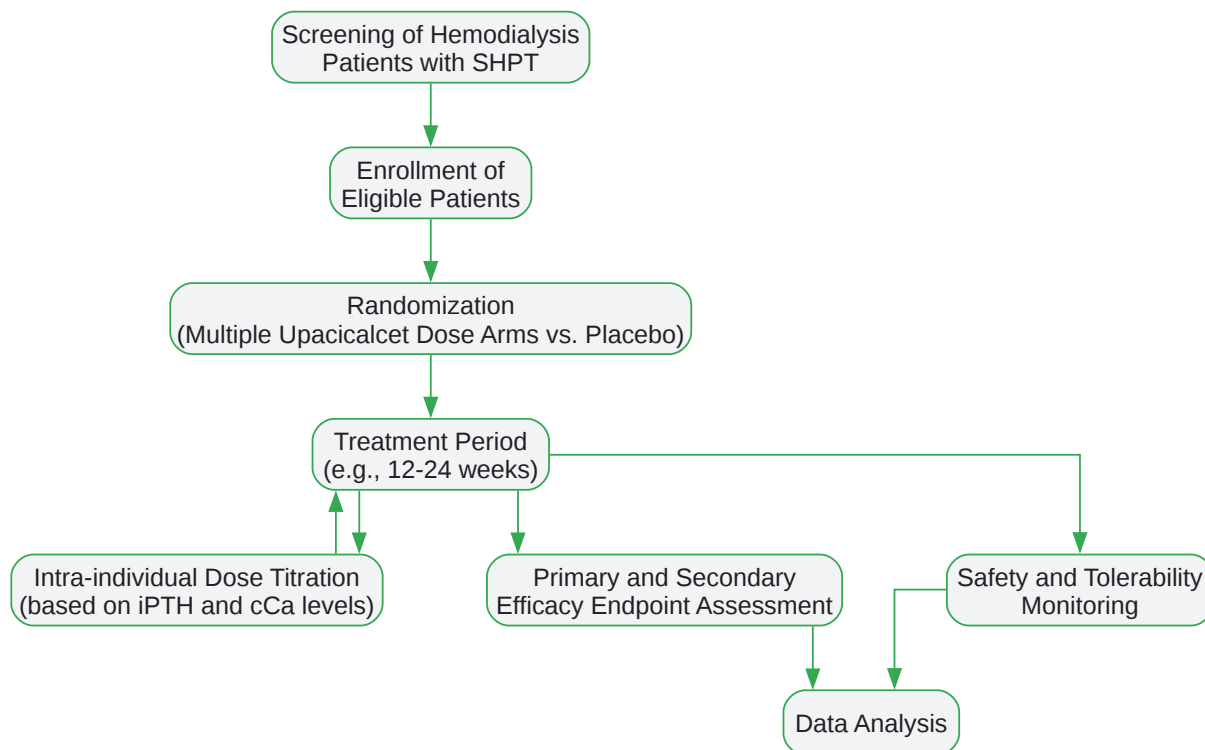 Screening of Hemodialysis
Patients with SHPT
Enrollment of
Eligible Patients
Randomization
(Multiple Upacicalcet Dose Arms vs. Placebo)
Treatment Period
(e.g., 12-24 weeks)
Intra-individual Dose Titration
(based on iPTH and cCa levels)
Primary and Secondary
Efficacy Endpoint Assessment
Safety and Tolerability
Monitoring
Data Analysis